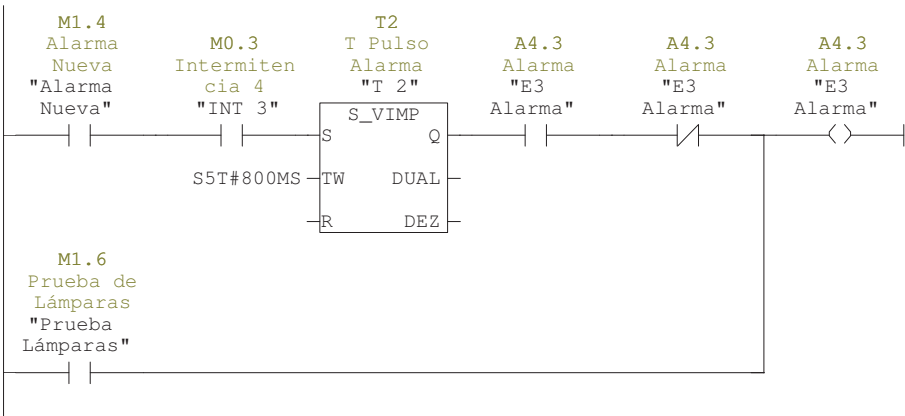 M1.4
Alarma
Nueva
"Alarma
Nueva"
M0.3
Intermiten
cia 4
"INT 3"
T2
T Pulso
Alarma
"T 2"
S_VIMP
S
Q
S5T#800MS
TW
DUAL
R
DEZ
A4.3
Alarma
"E3
Alarma"
A4.3
Alarma
"E3
Alarma"
A4.3
Alarma
"E3
Alarma"
M1.6
Prueba de
Lámparas
"Prueba
Lámparas"